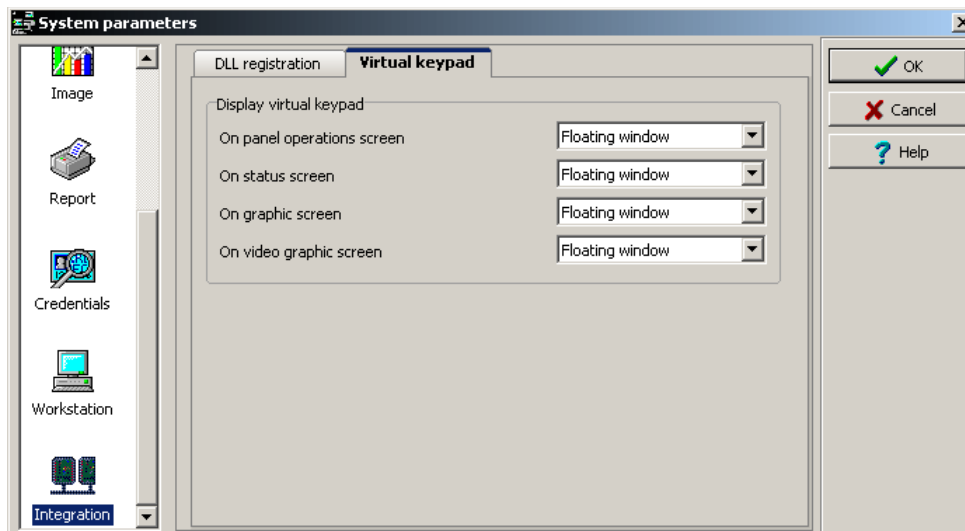 System parameters
Image
Report
Credentials
Workstation
Integration
DLL registration
Virtual keypad
Display virtual keypad
On panel operations screen Floating window
On status screen Floating window
On graphic screen Floating window
On video graphic screen Floating window
OK
Cancel
Help